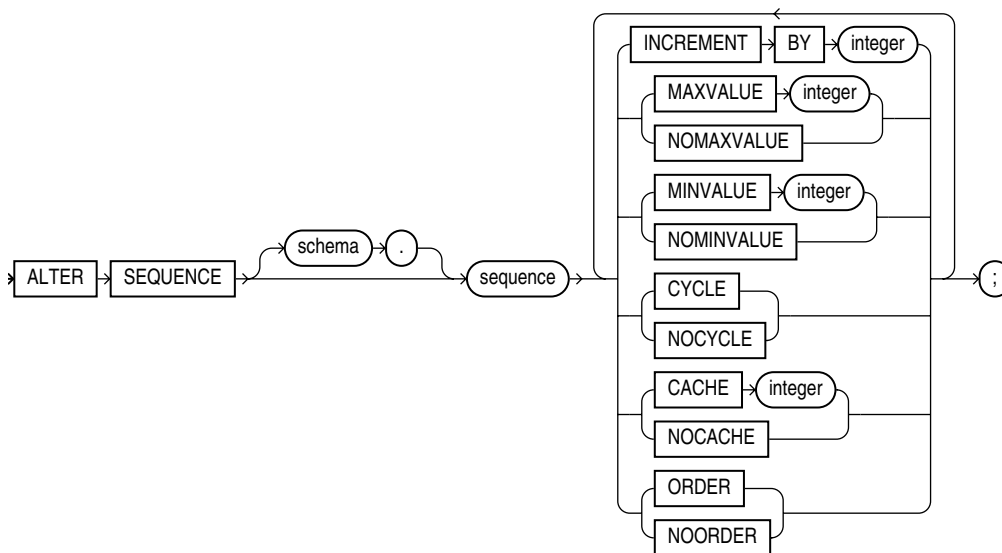 INCREMENT BY integer
MAXVALUE integer
NOMAXVALUE
MINVALUE integer
NOMINVALUE
schema .
ALTER SEQUENCE sequence ;
CYCLE
NOCYCLE
CACHE integer
NOCACHE
ORDER
NOORDER